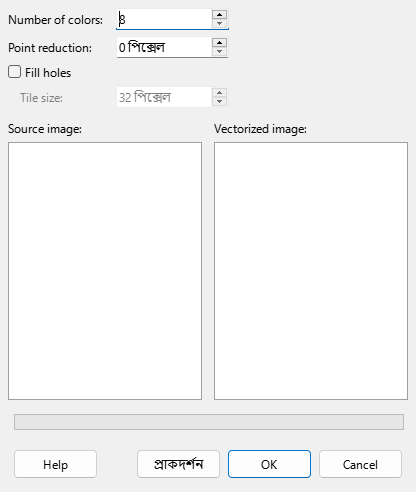 Number of colors: 8
Point reduction: 0 পিক্সেল
Fill holes
Tile size: 32 পিক্সেল
Source image: Vectorized image:
Help প্রাকদর্শন OK Cancel